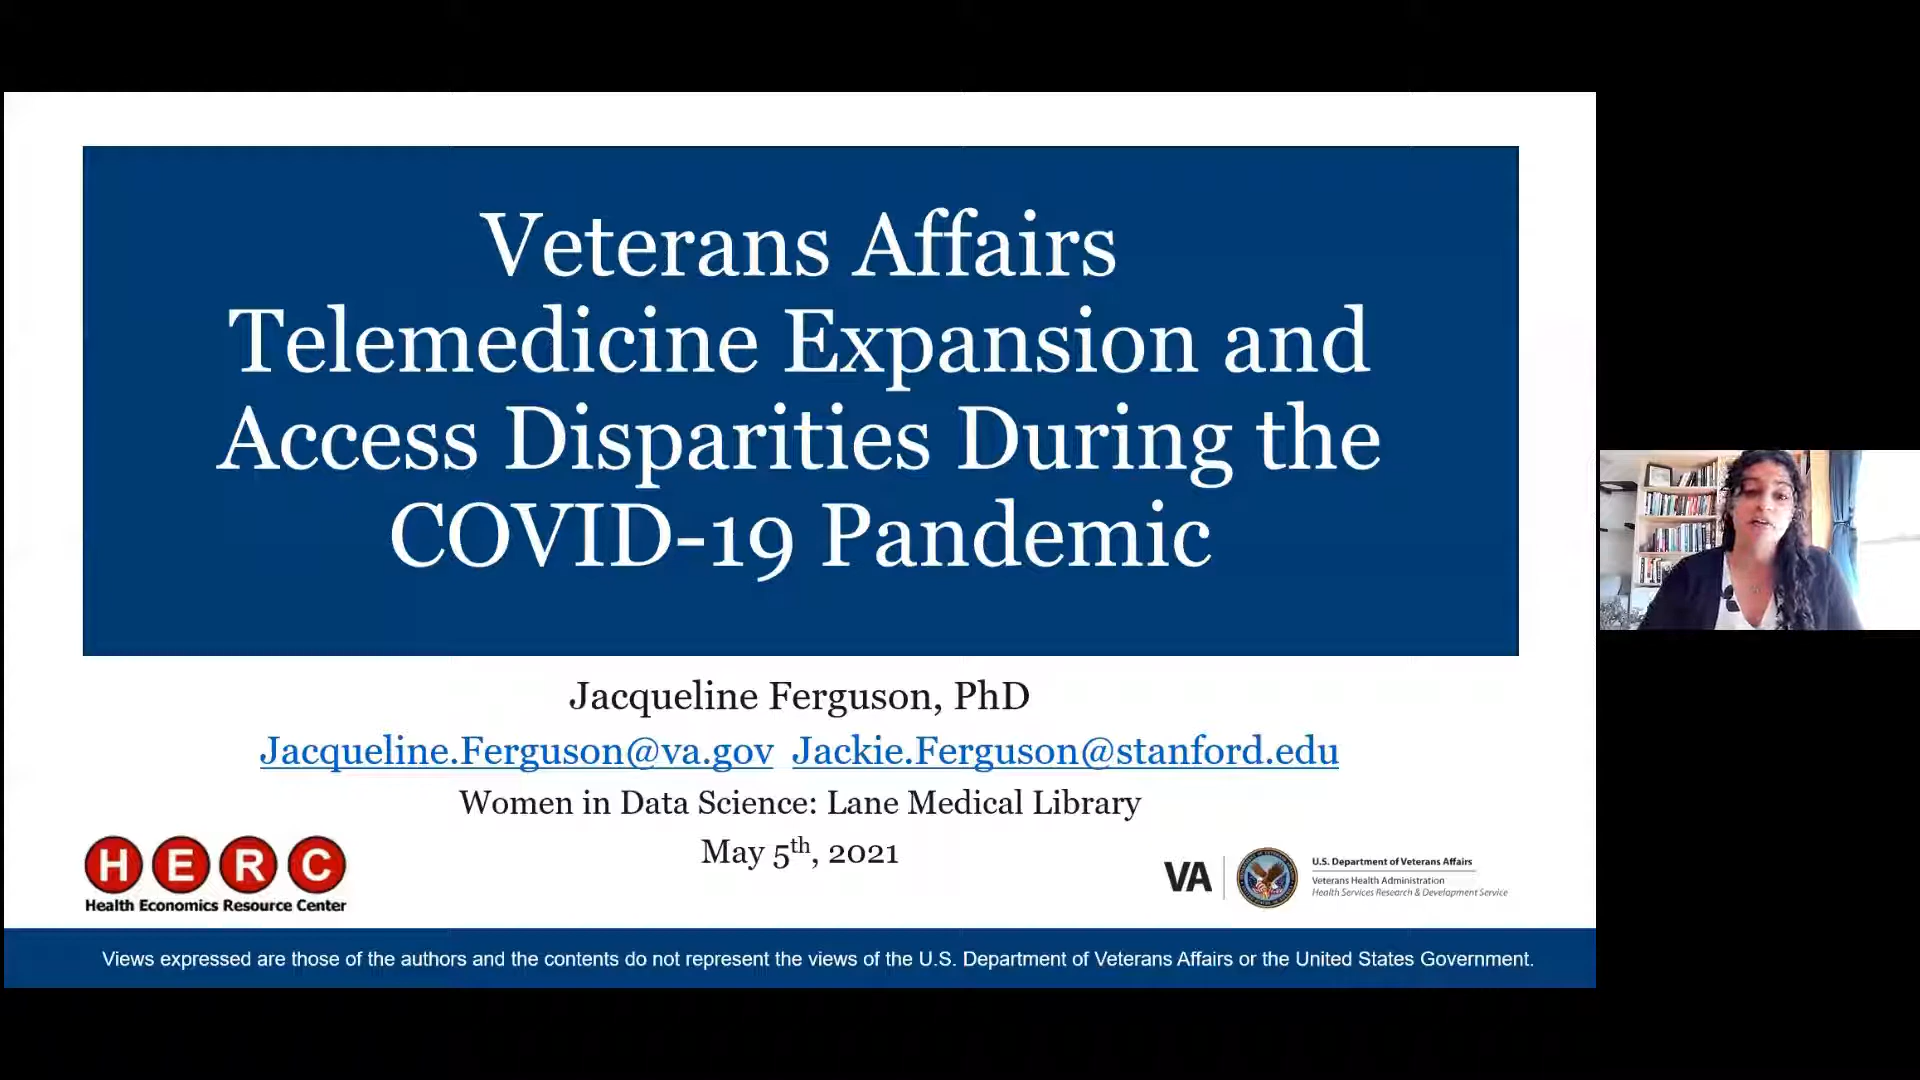 Veterans Affairs
Telemedicine Expansion and
Access Disparities During the
COVID-19 Pandemic
Jacqueline Ferguson, PhD
Jacqueline.Ferguson@va.gov Jackie.Ferguson@stanford.edu
Women in Data Science: Lane Medical Library
May 5th, 2021
HERC
Health Economics Resource Center
VA
U.S. Department of Veterans Affairs
Veterans Health Administration
Health Services Research & Development Service
Views expressed are those of the authors and the contents do not represent the views of the U.S. Department of Veterans Affairs or the United States Government.